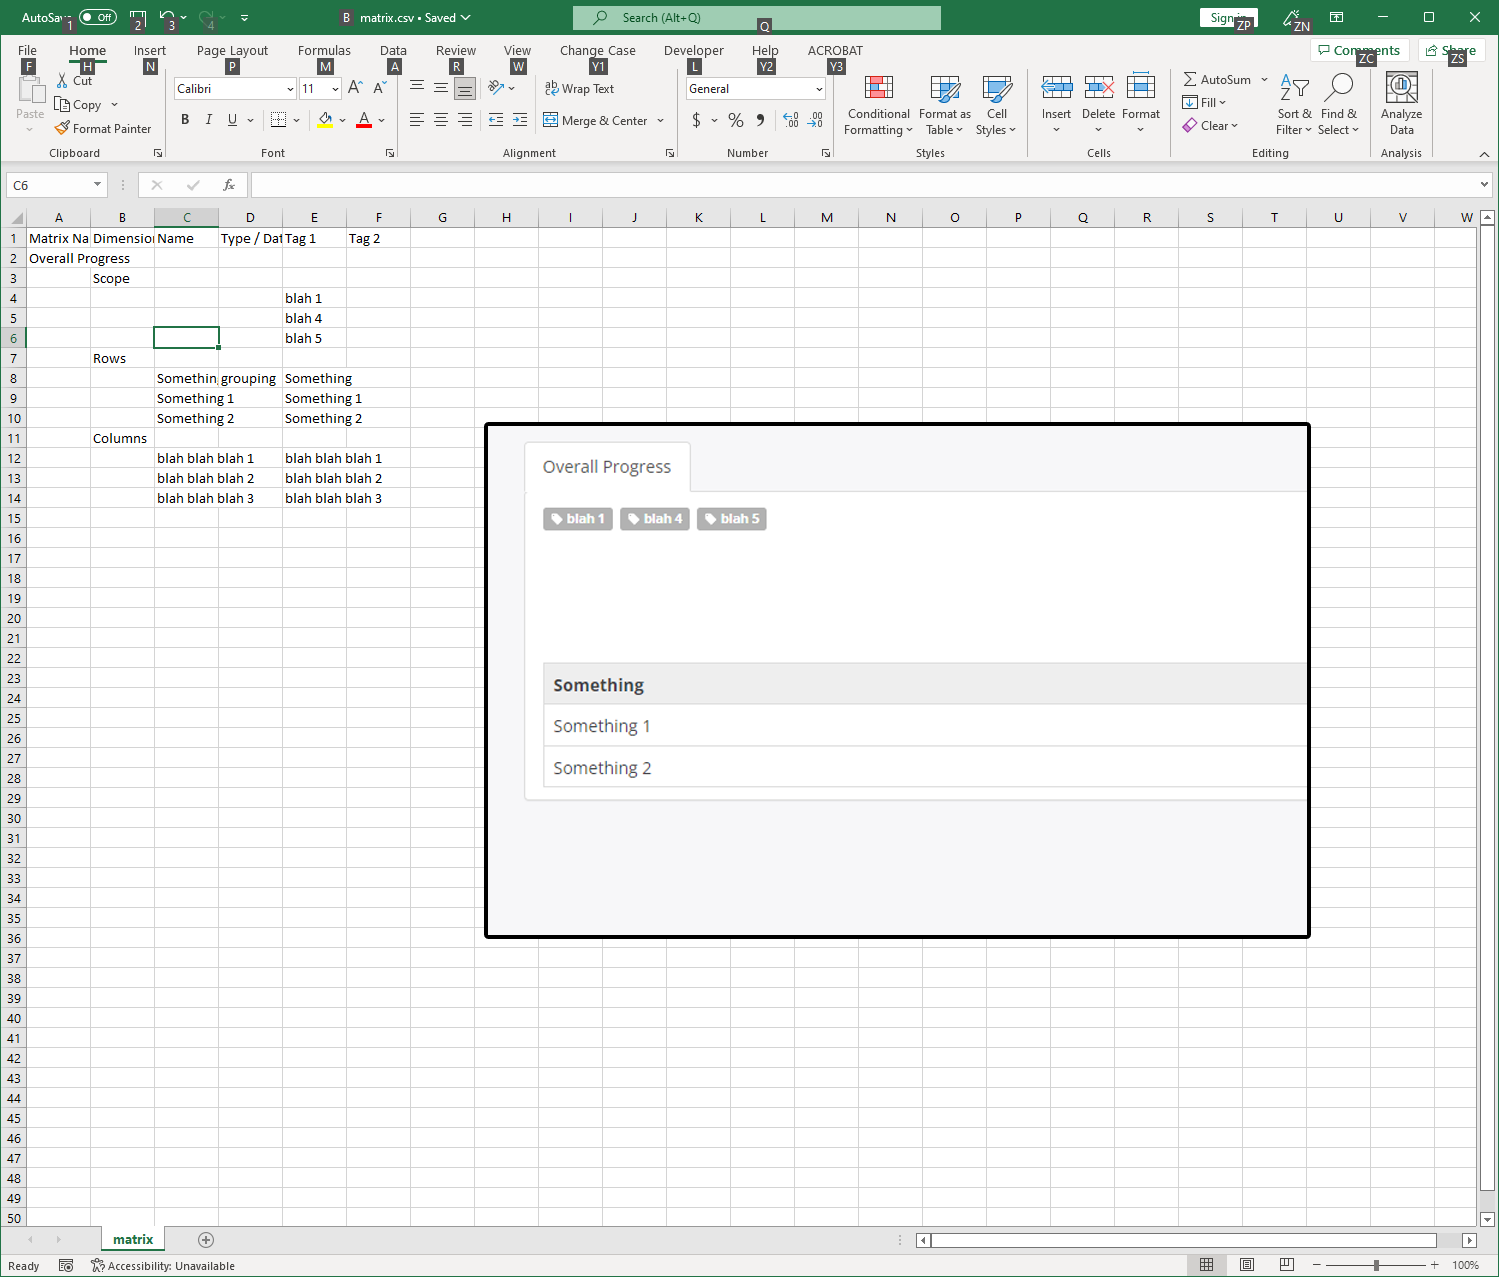 AutoSav Off 1 2 3 4 B matrix.csv • Saved Search (Alt+Q) Q Sign in ZP ZN
File Home Insert Page Layout Formulas Data Review View Change Case Developer Help ACROBAT Comments Share
F H N P M A R W Y1 L Y2 Y3 ZC ZS
Paste
Cut
Copy
Format Painter
Clipboard
Calibri 11 A A
B I U A
Font
ab Wrap Text
Merge & Center
Alignment
General
$ % 9 .00 .00
Number
Conditional Formatting
Format as Table
Cell Styles
Styles
Insert Delete Format
Cells
AutoSum
Fill
Clear
Sort & Filter
Find & Select
Editing
Analyze Data
Analysis
C6 fx
A B C D E F G H I J K L M N O P Q R S T U V W
1 Matrix Na Dimension Name Type / Dat Tag 1 Tag 2
2 Overall Progress
3 Scope
4 blah 1
5 blah 4
6 blah 5
7 Rows
8 Somethin grouping Something
9 Something 1 Something 1
10 Something 2 Something 2
11 Columns
12 blah blah blah 1 blah blah blah 1
13 blah blah blah 2 blah blah blah 2
14 blah blah blah 3 blah blah blah 3
15
16
17
18
19
20
21
22
23
24
25
26
27
28
29
30
31
32
33
34
35
36
37
38
39
40
41
42
43
44
45
46
47
48
49
50
Overall Progress
blah 1 blah 4 blah 5
Something
Something 1
Something 2
matrix
Ready Accessibility: Unavailable 100%